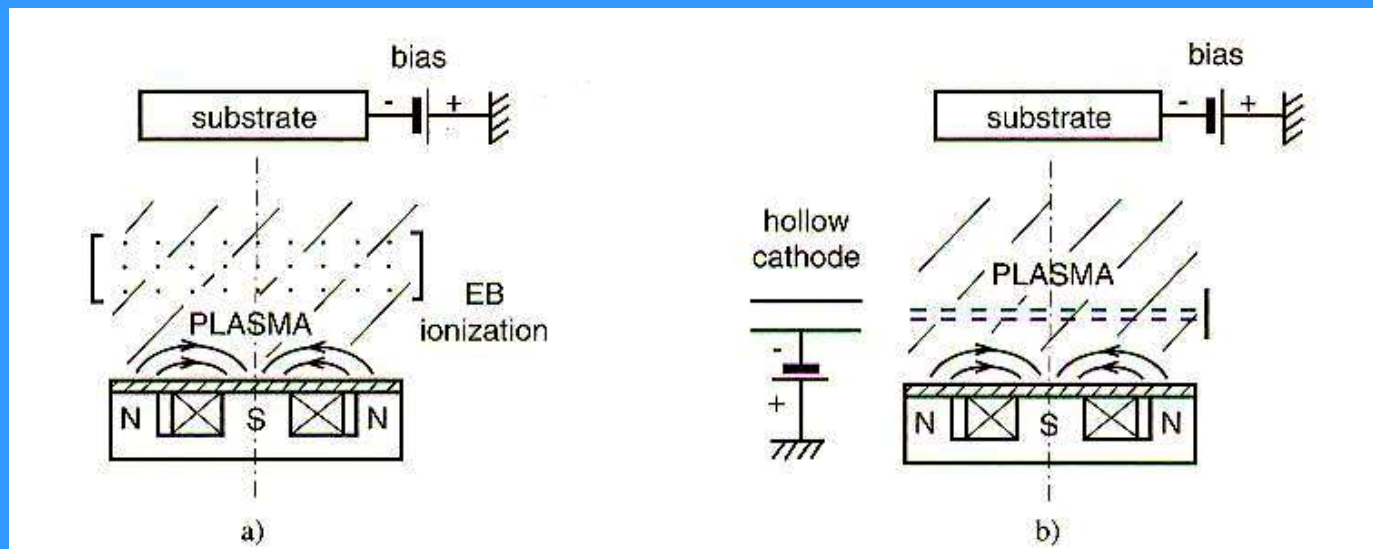 bias
- +
substrate
EB
ionization
PLASMA
N S N
a)
bias
- +
substrate
hollow
cathode
PLASMA
-
+
N S N
b)